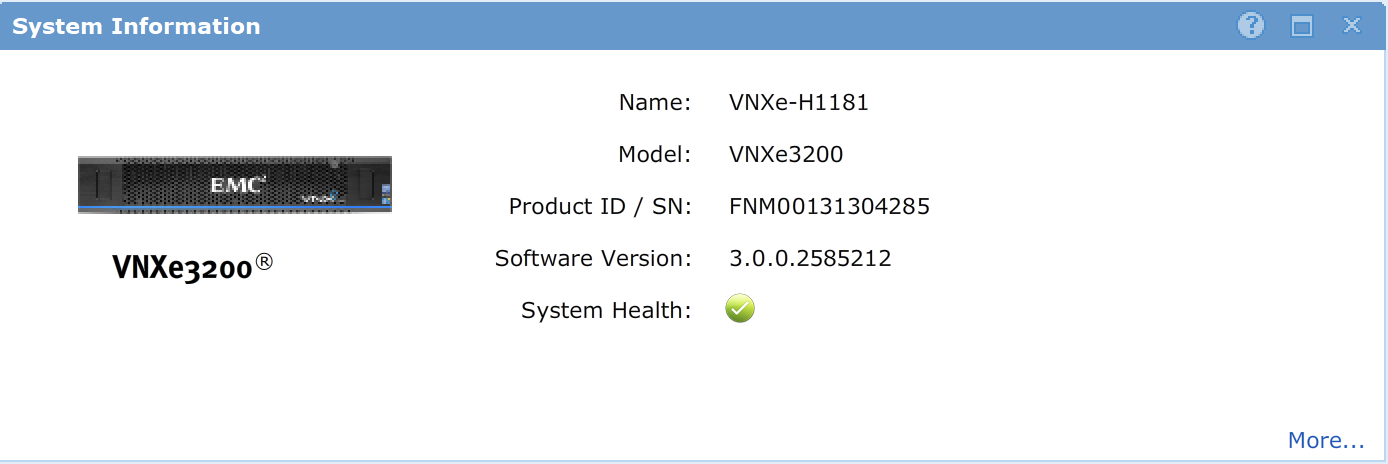 System Information
Name: VNXe-H1181
Model: VNXe3200
Product ID / SN: FNM00131304285
Software Version: 3.0.0.2585212
System Health:
EMC²
VNXe3200®
More...